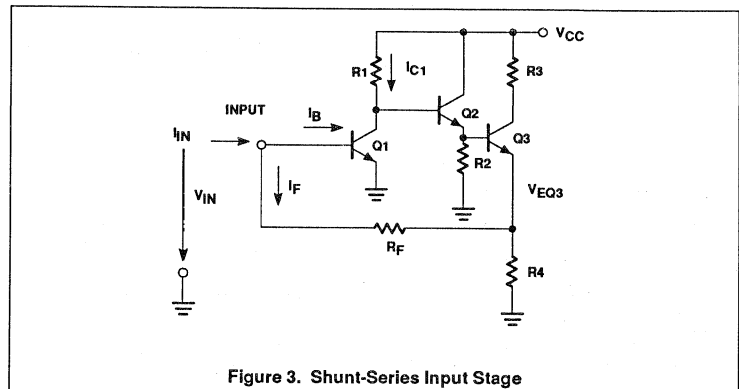 VCC
R1
IC1
R3
INPUT
IB
Q2
IIN
Q1
Q3
R2
IF
VIN
VEQ3
RF
R4
Figure 3. Shunt-Series Input Stage